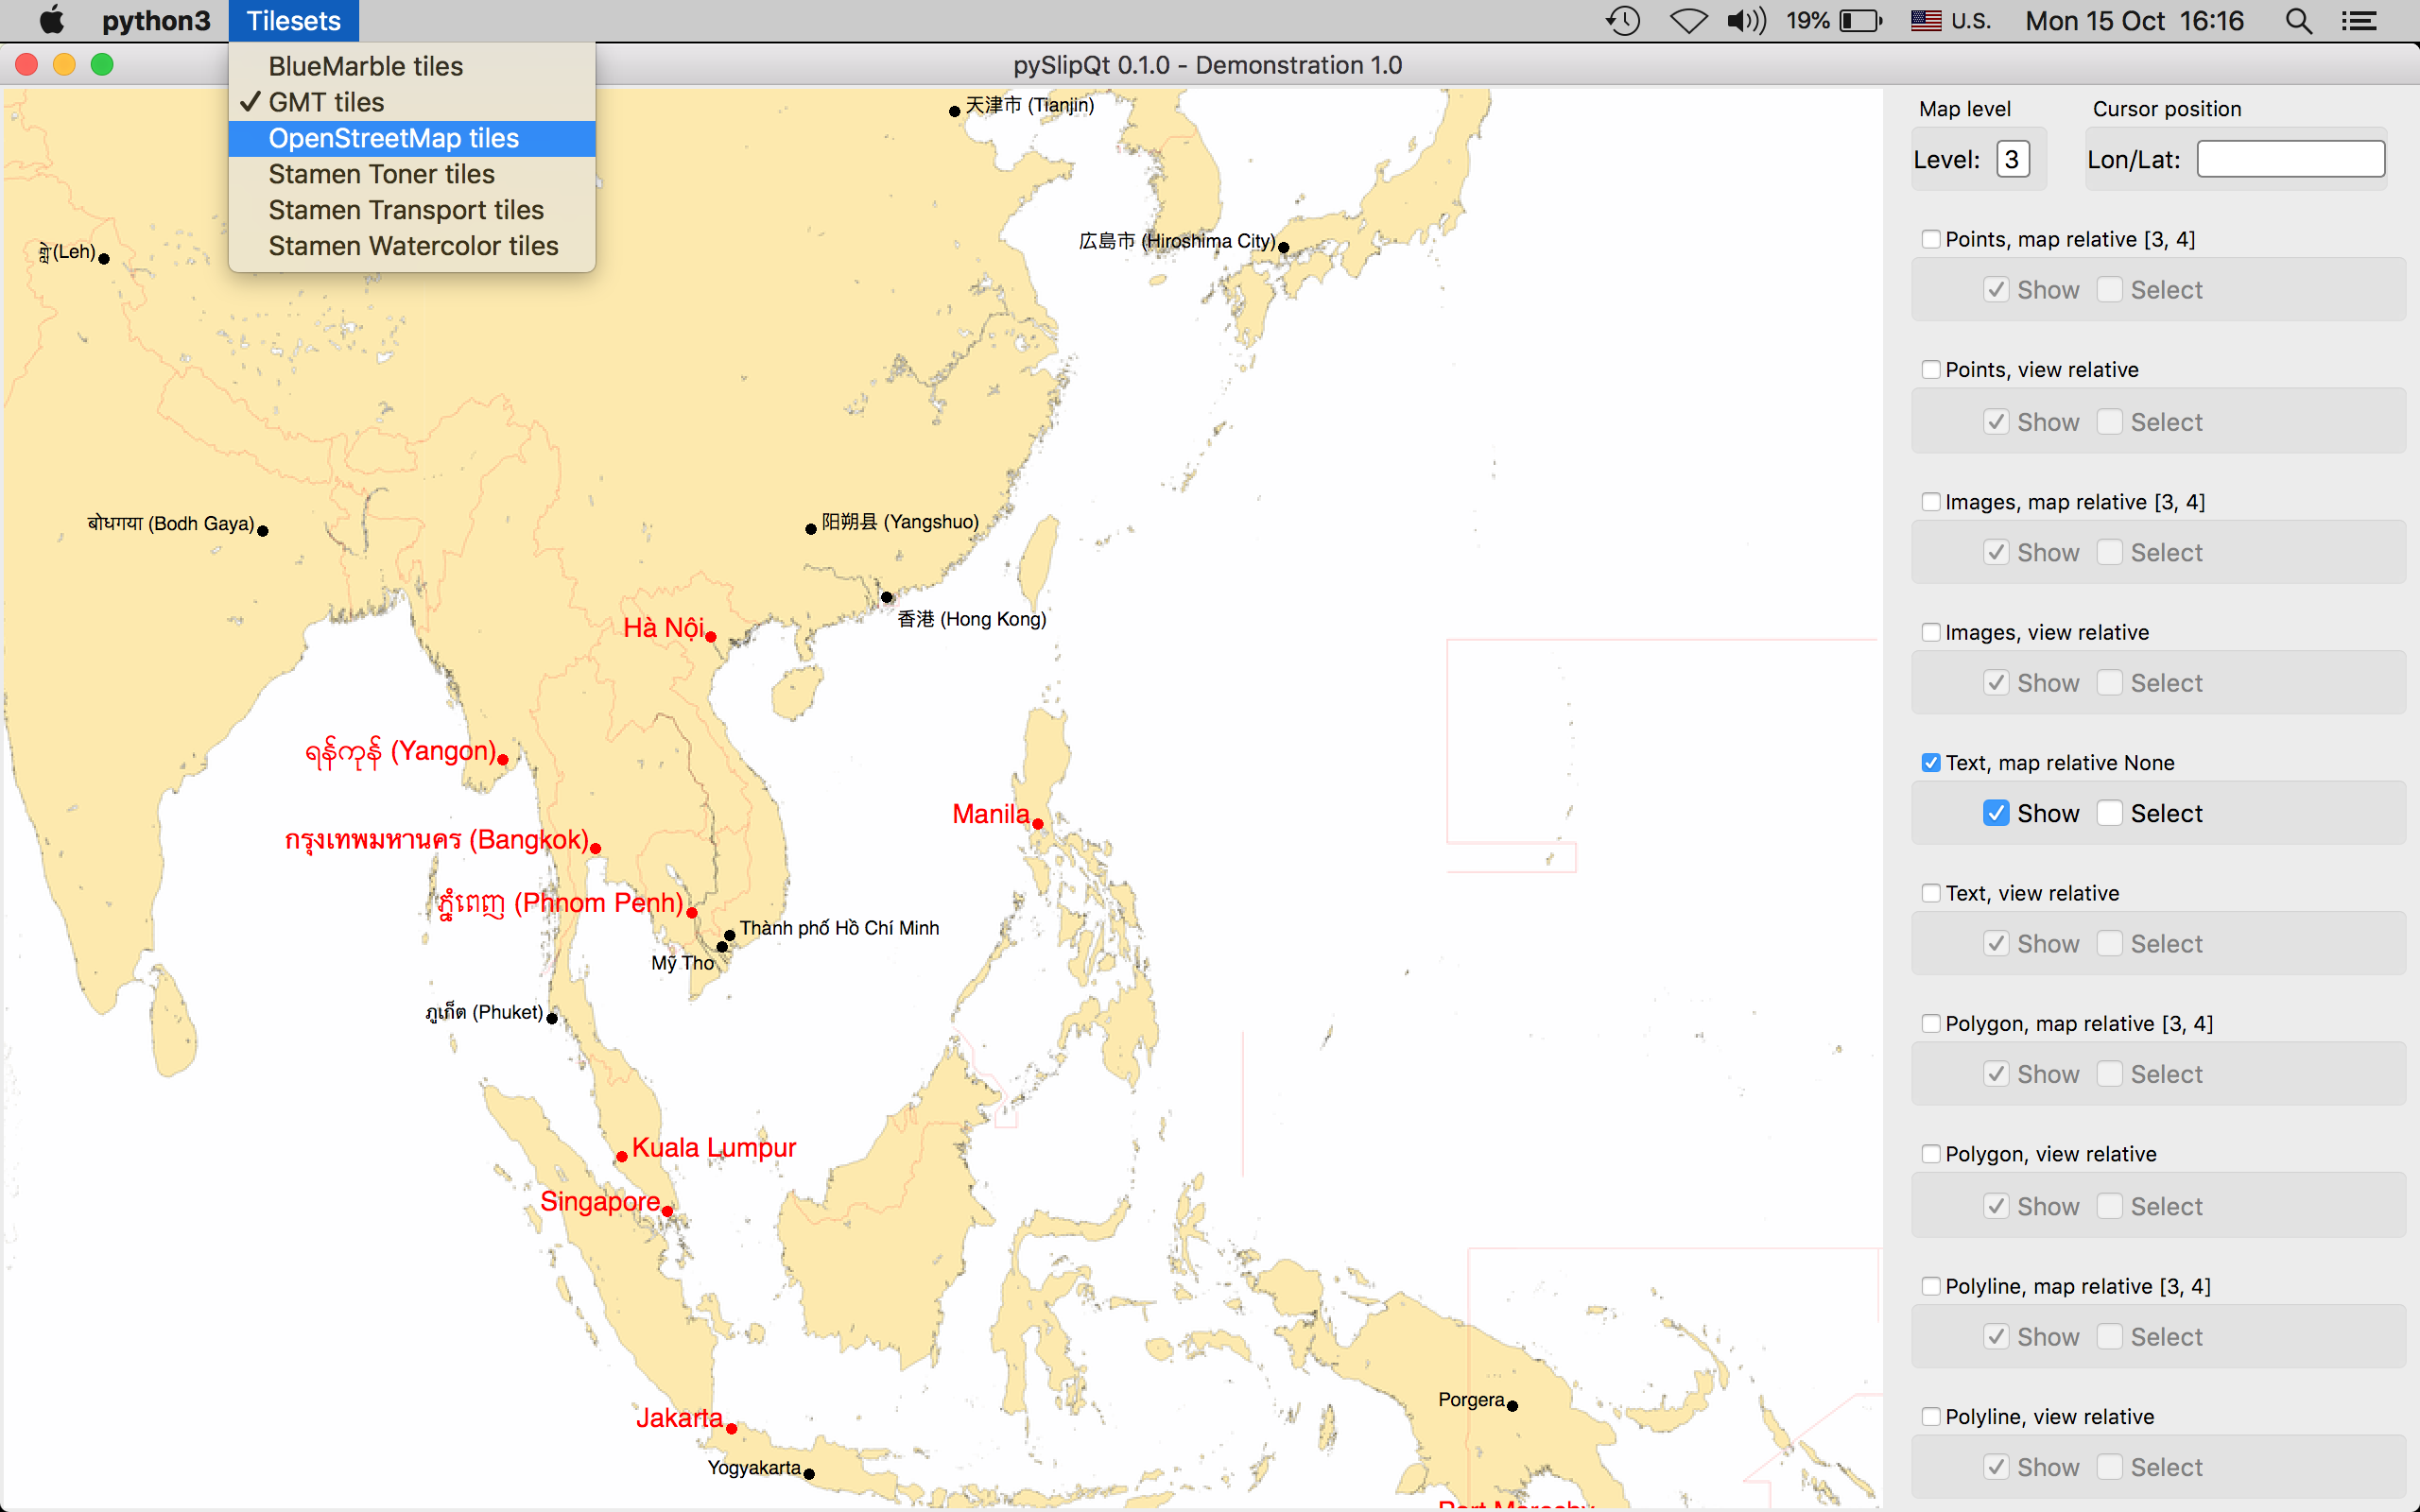 python3 Tilesets 19% U.S. Mon 15 Oct 16:16
pySlipQt 0.1.0 - Demonstration 1.0
BlueMarble tiles
✓ GMT tiles
OpenStreetMap tiles
Stamen Toner tiles
Stamen Transport tiles
Stamen Watercolor tiles
天津市 (Tianjin)
広島市 (Hiroshima City)
(Leh)
बोधगया (Bodh Gaya)
阳朔县 (Yangshuo)
香港 (Hong Kong)
Hà Nội
ရန်ကုန် (Yangon)
Manila
กรุงเทพมหานคร (Bangkok)
ភ្នំពេញ (Phnom Penh)
Thành phố Hồ Chí Minh
Mỹ Tho
ภูเก็ต (Phuket)
Kuala Lumpur
Singapore
Porgera
Jakarta
Yogyakarta
Port Moresby
Map level
Level: 3
Cursor position
Lon/Lat:
Points, map relative [3, 4]
Show Select
Points, view relative
Show Select
Images, map relative [3, 4]
Show Select
Images, view relative
Show Select
Text, map relative None
Show Select
Text, view relative
Show Select
Polygon, map relative [3, 4]
Show Select
Polygon, view relative
Show Select
Polyline, map relative [3, 4]
Show Select
Polyline, view relative
Show Select